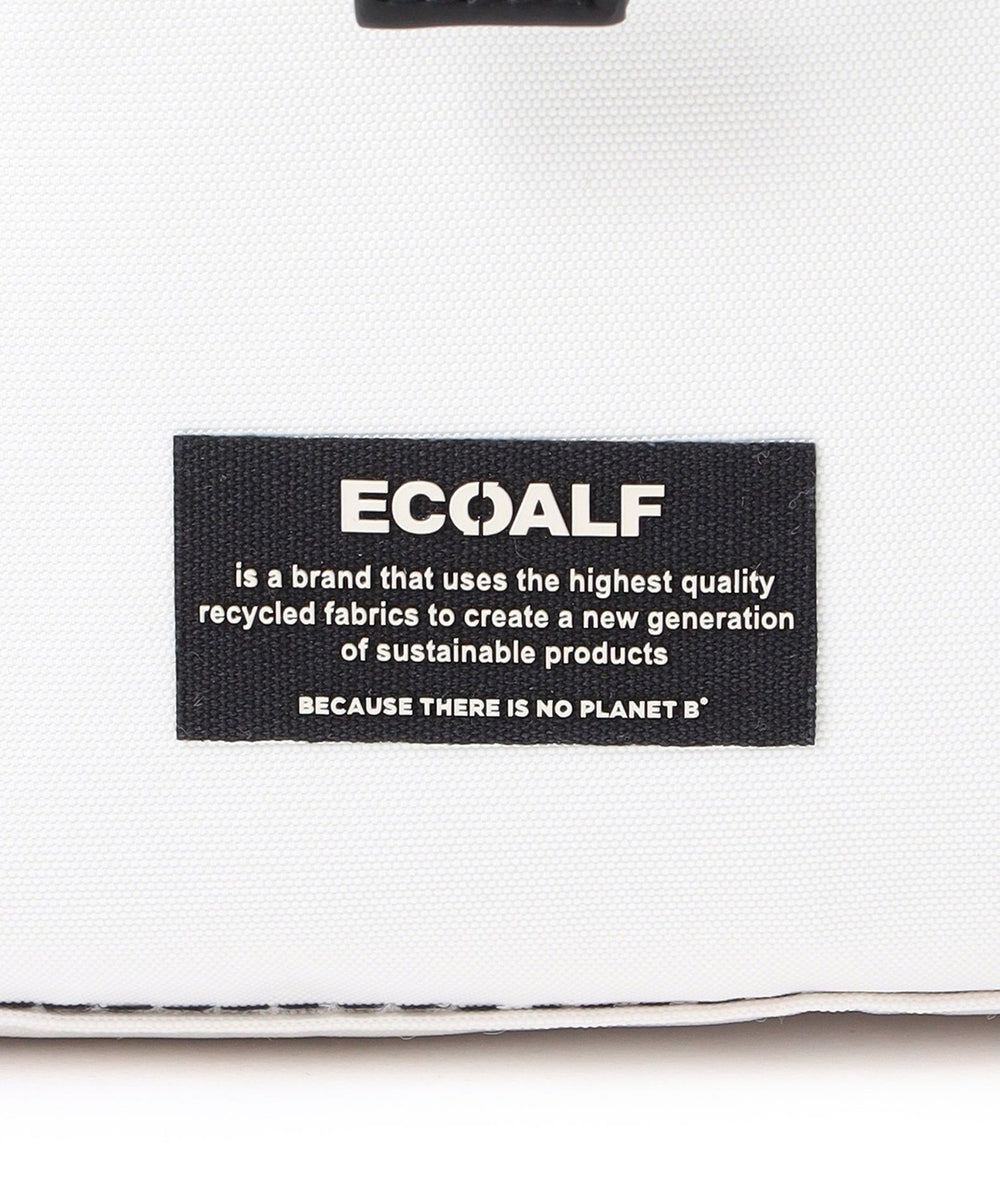 ECOALF
is a brand that uses the highest quality
recycled fabrics to create a new generation
of sustainable products
BECAUSE THERE IS NO PLANET B°